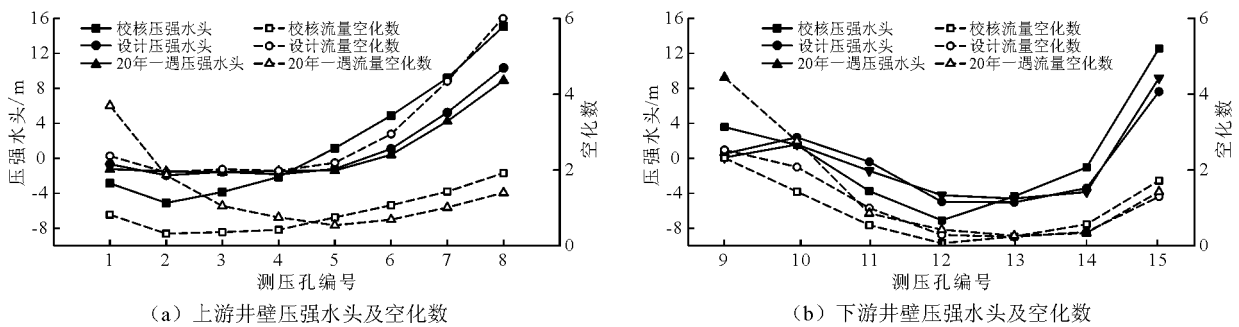 16
12
8
4
0
-4
-8
压强水头/m
校核压强水头
设计压强水头
20年一遇压强水头
校核流量空化数
设计流量空化数
20年一遇流量空化数
6
4
2
0
空化数
1 2 3 4 5 6 7 8
测压孔编号
(a) 上游井壁压强水头及空化数
16
12
8
4
0
-4
-8
压强水头/m
校核压强水头
设计压强水头
20年一遇压强水头
校核流量空化数
设计流量空化数
20年一遇流量空化数
6
4
2
0
空化数
9 10 11 12 13 14 15
测压孔编号
(b) 下游井壁压强水头及空化数